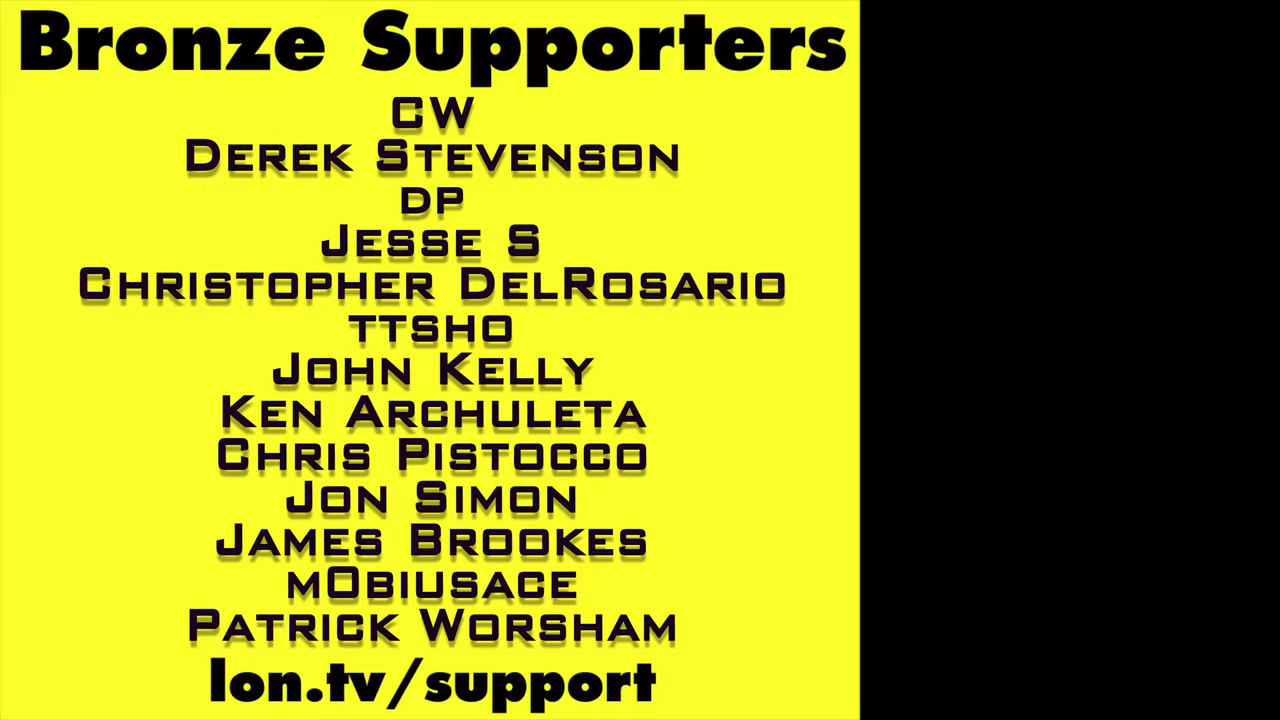 Bronze Supporters
CW
Derek Stevenson
DP
Jesse S
Christopher DelRosario
TTSHO
John Kelly
Ken Archuleta
Chris Pistocco
Jon Simon
James Brookes
m0biusace
Patrick Worsham
lon.tv/support